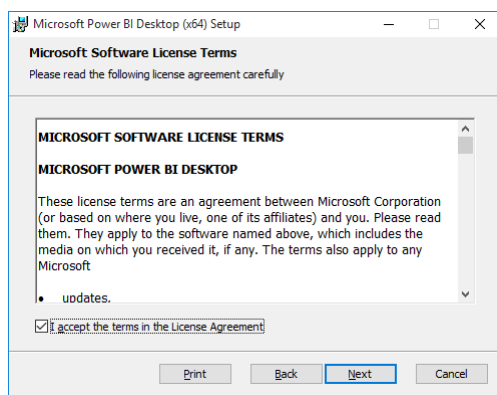 Microsoft Power BI Desktop (x64) Setup
Microsoft Software License Terms
Please read the following license agreement carefully
MICROSOFT SOFTWARE LICENSE TERMS
MICROSOFT POWER BI DESKTOP
These license terms are an agreement between Microsoft Corporation
(or based on where you live, one of its affiliates) and you. Please read
them. They apply to the software named above, which includes the
media on which you received it, if any. The terms also apply to any
Microsoft
• updates,
I accept the terms in the License Agreement
Print Back Next Cancel